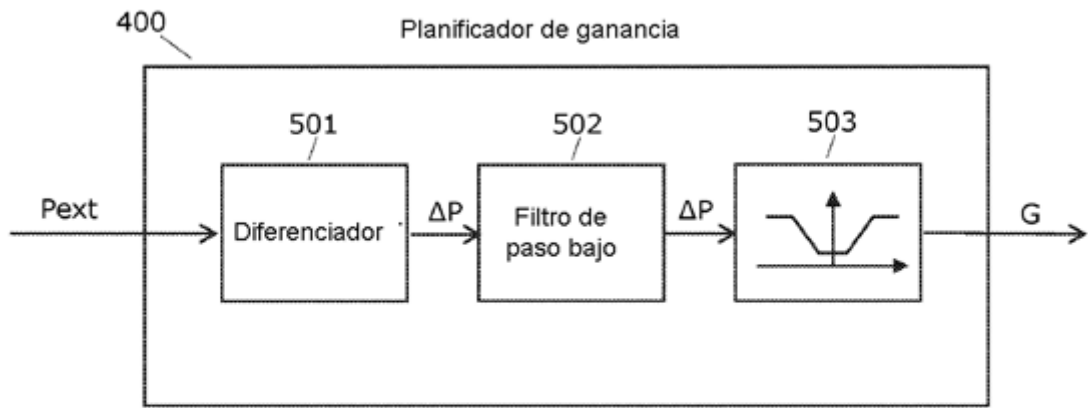 400
Planificador de ganancia
501
502
503
Pext
Diferenciador
ΔP
Filtro de
paso bajo
ΔP
G